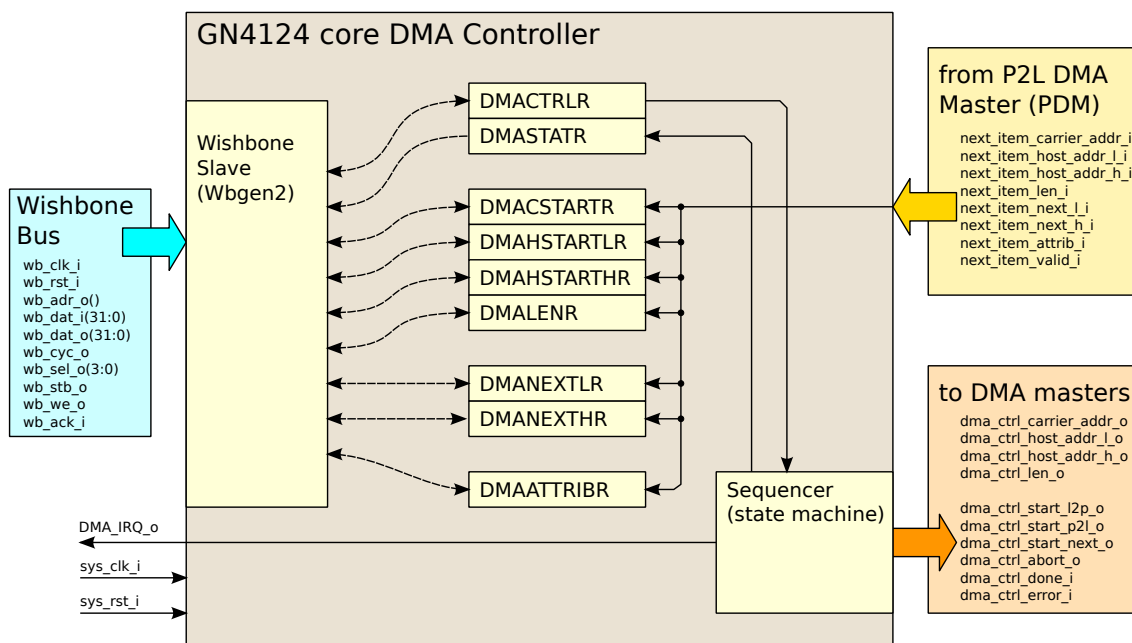 GN4124 core DMA Controller
Wishbone
Bus
wb_clk_i
wb_rst_i
wb_adr_o()
wb_dat_i(31:0)
wb_dat_o(31:0)
wb_cyc_o
wb_sel_o(3:0)
wb_stb_o
wb_we_o
wb_ack_i
Wishbone
Slave
(Wbgen2)
DMACTRLR
DMASTATR
DMACSTARTR
DMAHSTARTLR
DMAHSTARTHR
DMALENR
DMANEXTLR
DMANEXTHR
DMAATTRIBR
Sequencer
(state machine)
from P2L DMA
Master (PDM)
next_item_carrier_addr_i
next_item_host_addr_l_i
next_item_host_addr_h_i
next_item_len_i
next_item_next_l_i
next_item_next_h_i
next_item_attrib_i
next_item_valid_i
to DMA masters
dma_ctrl_carrier_addr_o
dma_ctrl_host_addr_l_o
dma_ctrl_host_addr_h_o
dma_ctrl_len_o
dma_ctrl_start_l2p_o
dma_ctrl_start_p2l_o
dma_ctrl_start_next_o
dma_ctrl_abort_o
dma_ctrl_done_i
dma_ctrl_error_i
DMA_IRQ_o
sys_clk_i
sys_rst_i